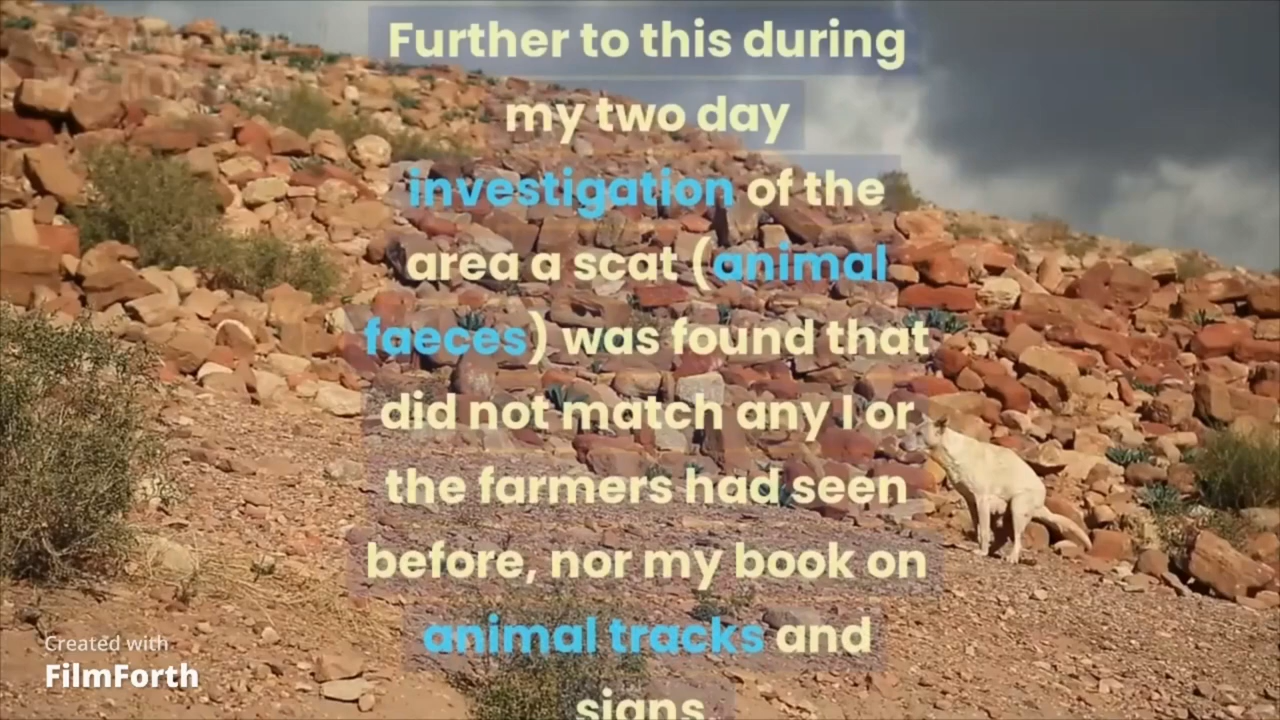 Further to this during
my two day
investigation of the
area a scat (animal
faeces) was found that
did not match any I or
the farmers had seen
before, nor my book on
animal tracks and
signs.
Created with
FilmForth